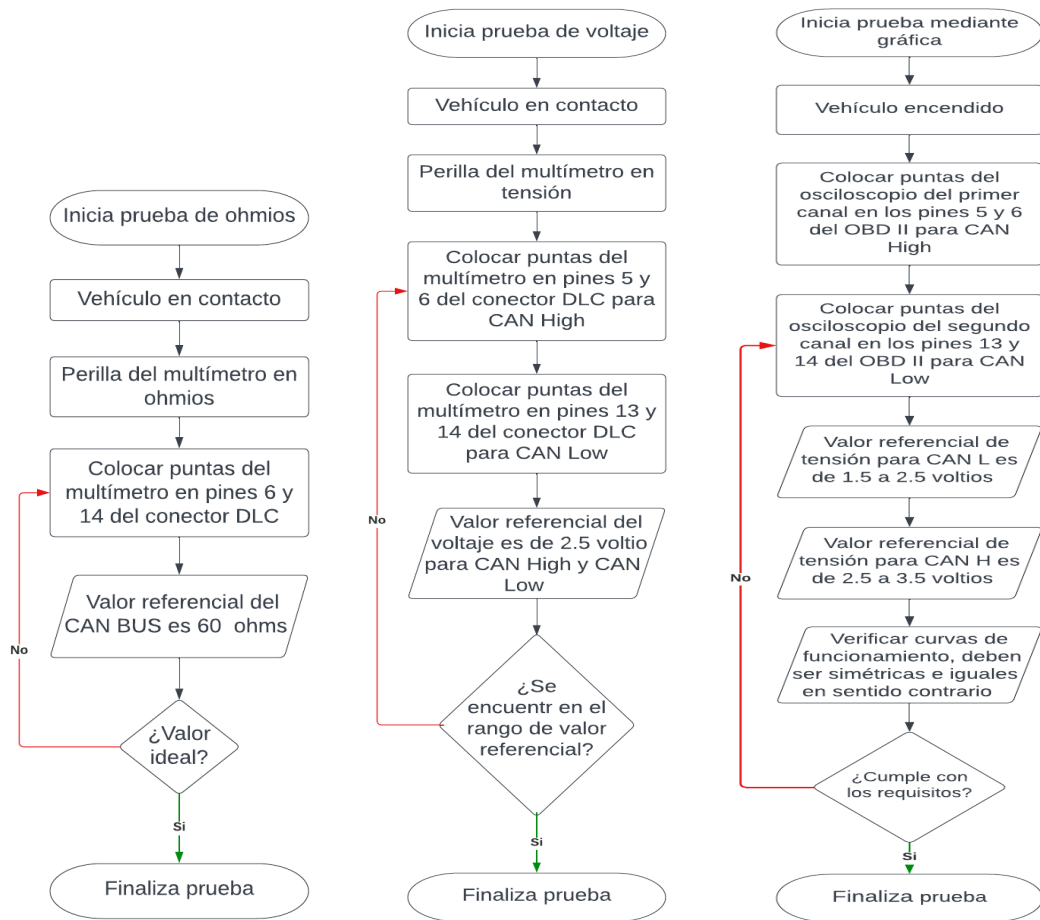 Inicia prueba de ohmios
Vehículo en contacto
Perilla del multímetro en
ohmios
Colocar puntas del
multímetro en pines 6 y
14 del conector DLC
Valor referencial del
CAN BUS es 60 ohms
No
¿Valor
ideal?
Si
Finaliza prueba
Inicia prueba de voltaje
Vehículo en contacto
Perilla del multímetro en
tensión
Colocar puntas del
multímetro en pines 5 y
6 del conector DLC para
CAN High
Colocar puntas del
multímetro en pines 13 y
14 del conector DLC
para CAN Low
No
Valor referencial del
voltaje es de 2.5 voltio
para CAN High y CAN
Low
¿Se
encuentr en el
rango de valor
referencial?
Si
Finaliza prueba
Inicia prueba mediante
gráfica
Vehículo encendido
Colocar puntas del
osciloscopio del primer
canal en los pines 5 y 6
del OBD II para CAN
High
Colocar puntas del
osciloscopio del segundo
canal en los pines 13 y
14 del OBD II para CAN
Low
Valor referencial de
tensión para CAN L es
de 1.5 a 2.5 voltios
No
Valor referencial de
tensión para CAN H es
de 2.5 a 3.5 voltios
Verificar curvas de
funcionamiento, deben
ser simétricas e iguales
en sentido contrario
¿Cumple con
los requisitos?
Si
Finaliza prueba